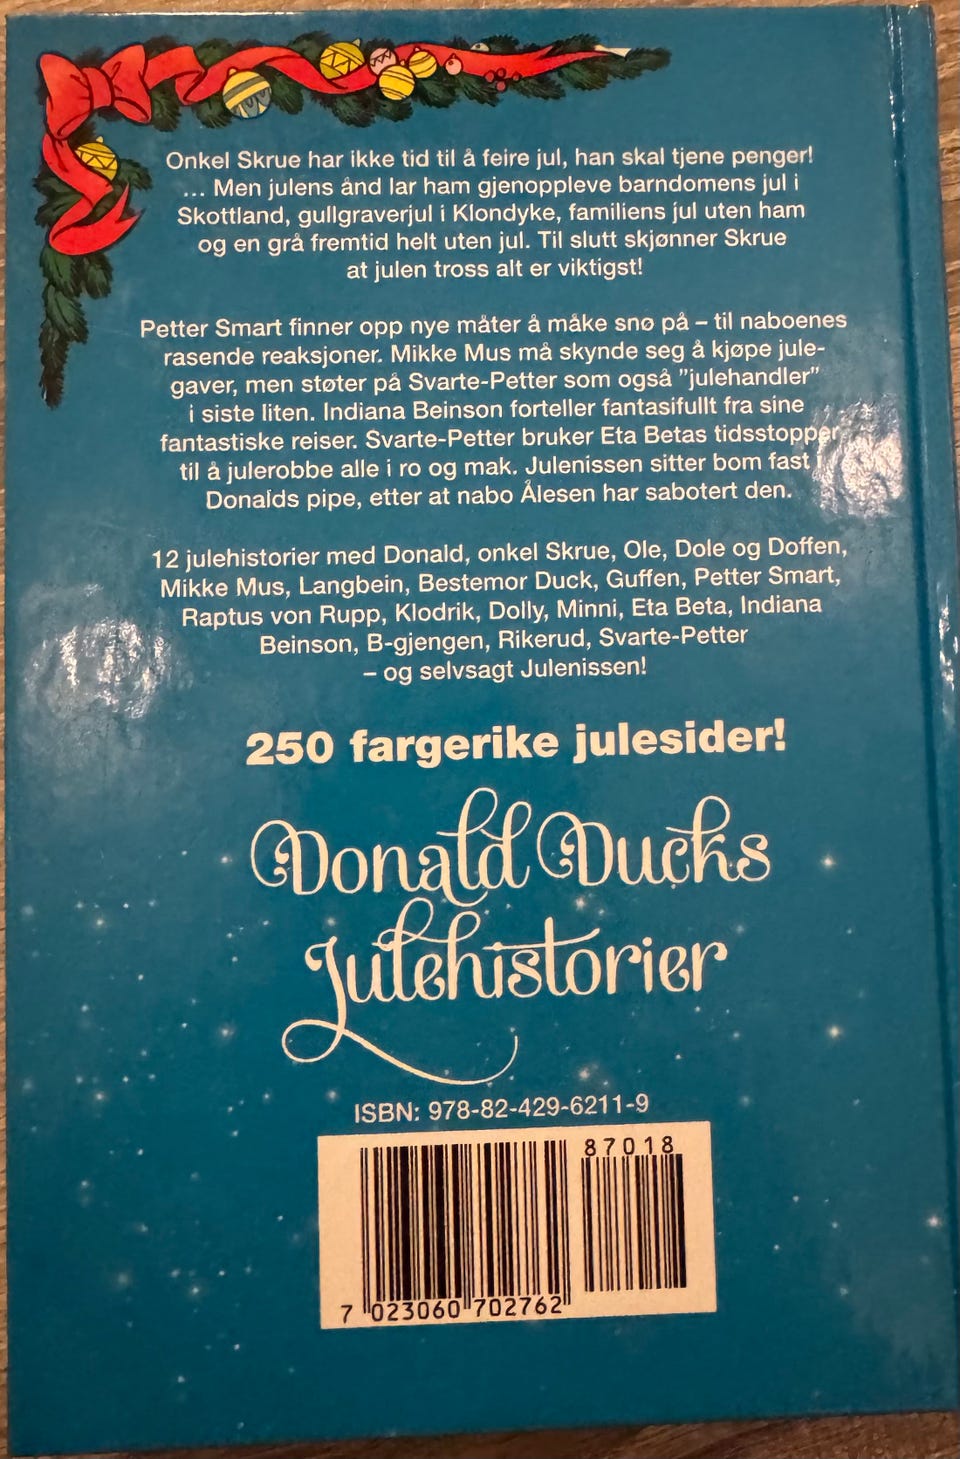 Onkel Skrue har ikke tid til å feire jul, han skal tjene penger!
... Men julens ånd lar ham gjenoppleve barndomens jul i
Skottland, gullgraverjul i Klondyke, familiens jul uten ham
og en grå fremtid helt uten jul. Til slutt skjønner Skrue
at julen tross alt er viktigst!
Petter Smart finner opp nye måter å måke snø på – til naboenes
rasende reaksjoner. Mikke Mus må skynde seg å kjøpe jule-
gaver, men støter på Svarte-Petter som også ”julehandler”
i siste liten. Indiana Beinson forteller fantasifullt fra sine
fantastiske reiser. Svarte-Petter bruker Eta Betas tidsstopper
til å julerobbe alle i ro og mak. Julenissen sitter bom fast i
Donalds pipe, etter at nabo Ålesen har sabotert den.
12 julehistorier med Donald, onkel Skrue, Ole, Dole og Doffen,
Mikke Mus, Langbein, Bestemor Duck, Guffen, Petter Smart,
Raptus von Rupp, Klodrik, Dolly, Minni, Eta Beta, Indiana
Beinson, B-gjengen, Rikerud, Svarte-Petter
– og selvsagt Julenissen!
250 fargerike julesider!
Donald Ducks
Julehistorier
ISBN: 978-82-429-6211-9
87018
7 023060 702762